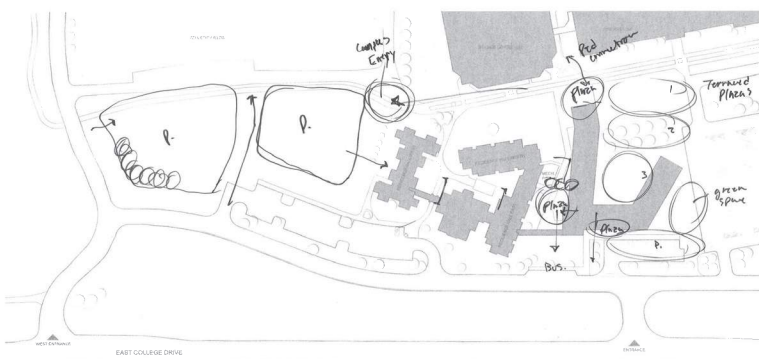 Campus
Entry
Ped
connection
Plaza
1
Terraced
Plazas
2
3
P.
P.
Plaza
Plaza
green
space
P.
Bus.
WEST ENTRANCE
ENTRANCE
EAST COLLEGE DRIVE